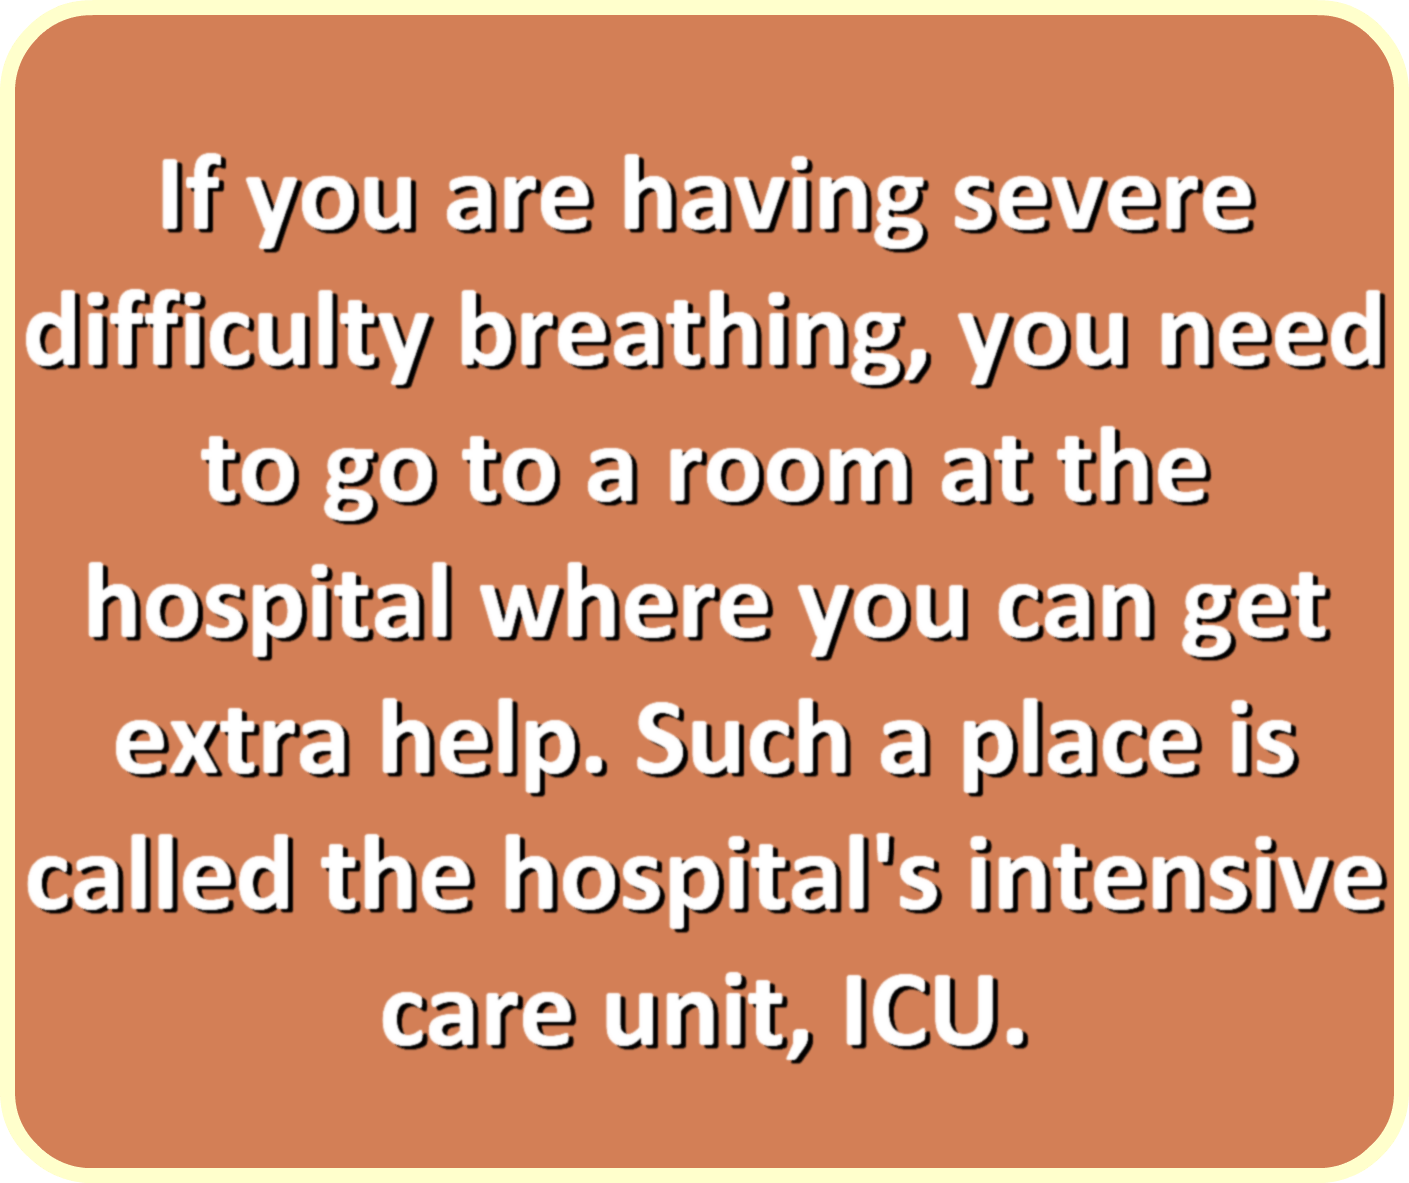 If you are having severe
difficulty breathing, you need
to go to a room at the
hospital where you can get
extra help. Such a place is
called the hospital's intensive
care unit, ICU.